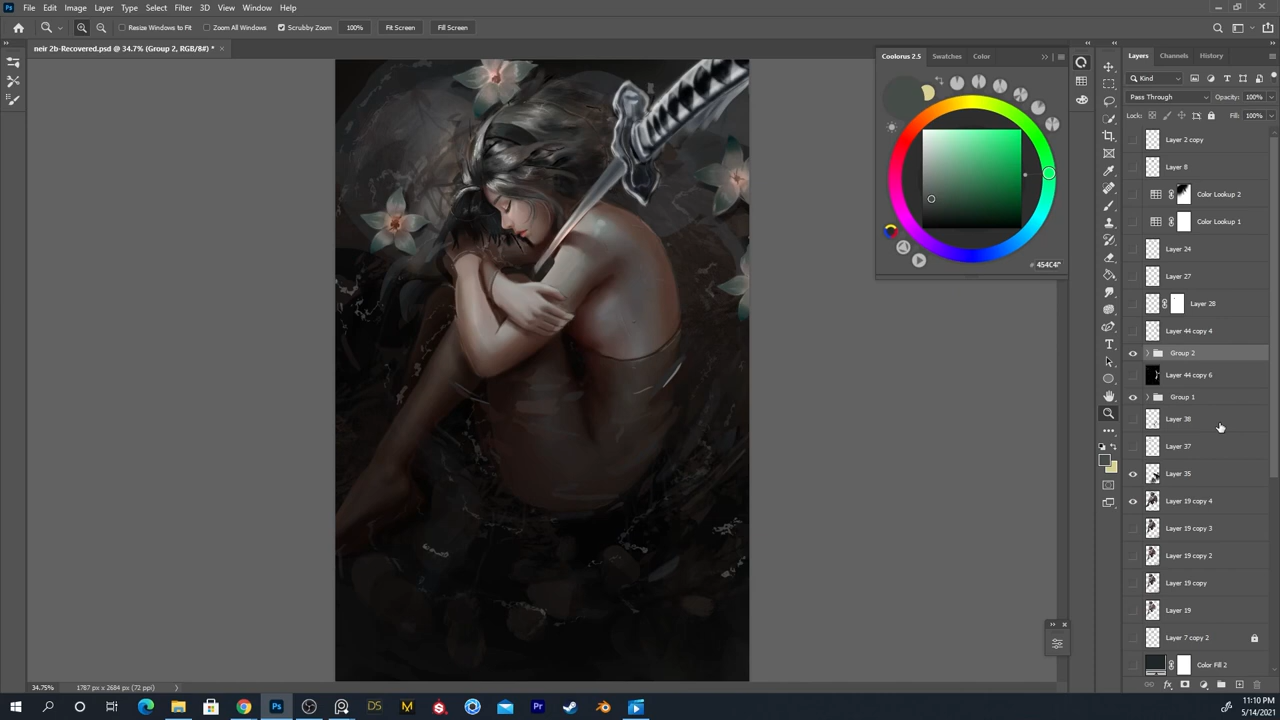 File Edit Image Layer Type Select Filter 3D View Window Help
Resize Windows to Fit Zoom All Windows Scrubby Zoom 100% Fit Screen Fill Screen
neir 2b-Recovered.psd @ 34.7% (Group 2, RGB/8#) * ×
Coolorus 2.5 Swatches Color
# 454C4F
Layers Channels History
Kind
Pass Through Opacity: 100%
Lock: Fill: 100%
Layer 2 copy
Layer 8
Color Lookup 2
Color Lookup 1
Layer 24
Layer 27
Layer 28
Layer 44 copy 4
Group 2
Layer 44 copy 6
Group 1
Layer 38
Layer 37
Layer 35
Layer 19 copy 4
Layer 19 copy 3
Layer 19 copy 2
Layer 19 copy
Layer 19
Layer 7 copy 2
Color Fill 2
34.75% 1787 px x 2684 px (72 ppi)
11:10 PM
5/14/2021